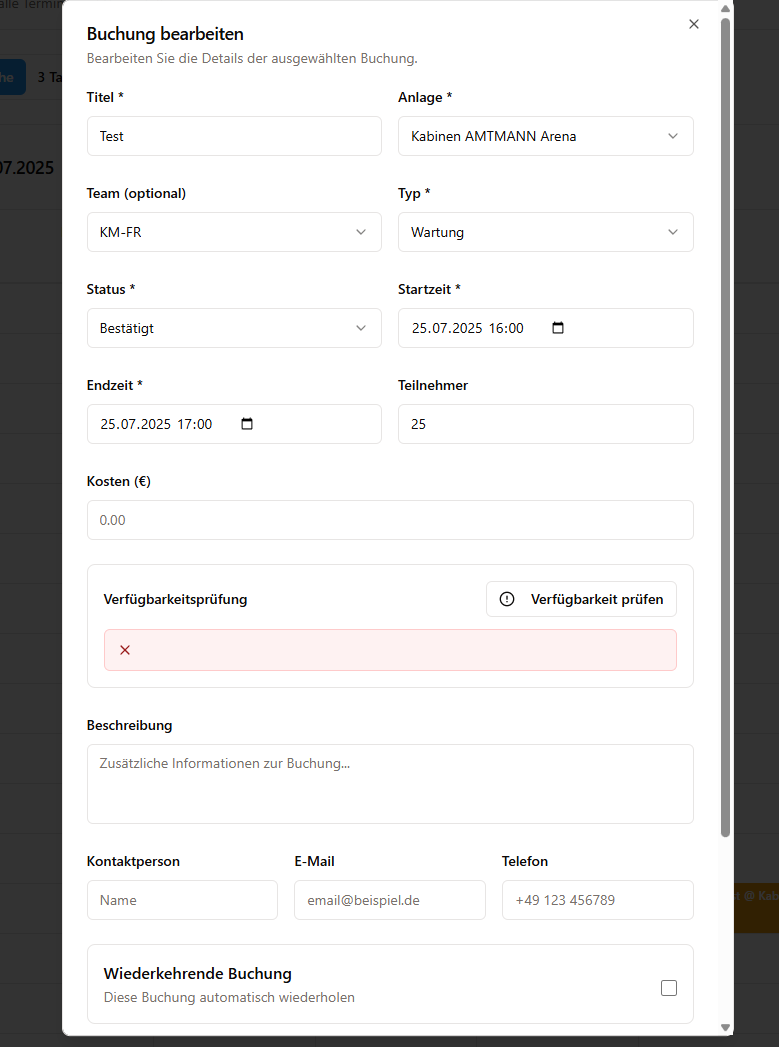 alle Termin
Buchung bearbeiten
Bearbeiten Sie die Details der ausgewählten Buchung.
he
3 Ta
07.2025
Titel *
Anlage *
Test
Kabinen AMTMANN Arena
Team (optional)
Typ *
KM-FR
Wartung
Status *
Startzeit *
Bestätigt
25.07.2025 16:00
Endzeit *
Teilnehmer
25.07.2025 17:00
25
Kosten (€)
0.00
Verfügbarkeitsprüfung
Verfügbarkeit prüfen
Beschreibung
Zusätzliche Informationen zur Buchung...
Kontaktperson
E-Mail
Telefon
Name
email@beispiel.de
+49 123 456789
st @ Kab
Wiederkehrende Buchung
Diese Buchung automatisch wiederholen